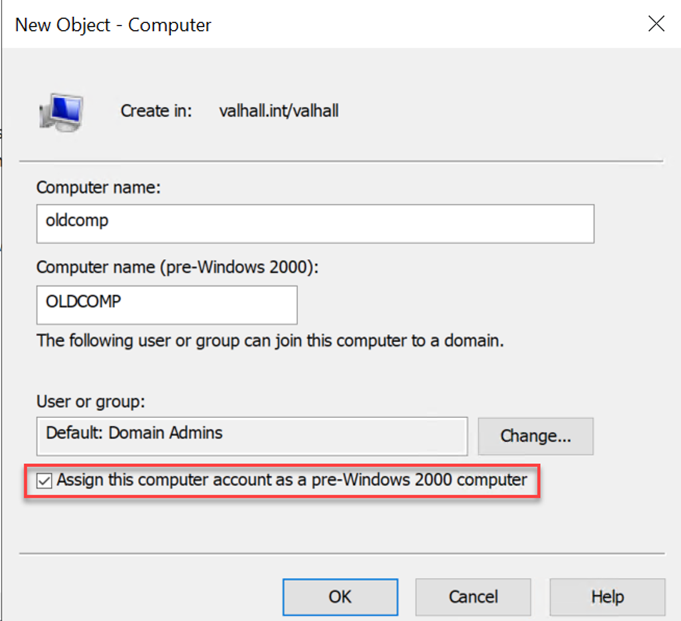 New Object - Computer
Create in: valhall.int/valhall
Computer name:
oldcomp
Computer name (pre-Windows 2000):
OLDCOMP
The following user or group can join this computer to a domain.
User or group:
Default: Domain Admins
Change...
Assign this computer account as a pre-Windows 2000 computer
OK
Cancel
Help